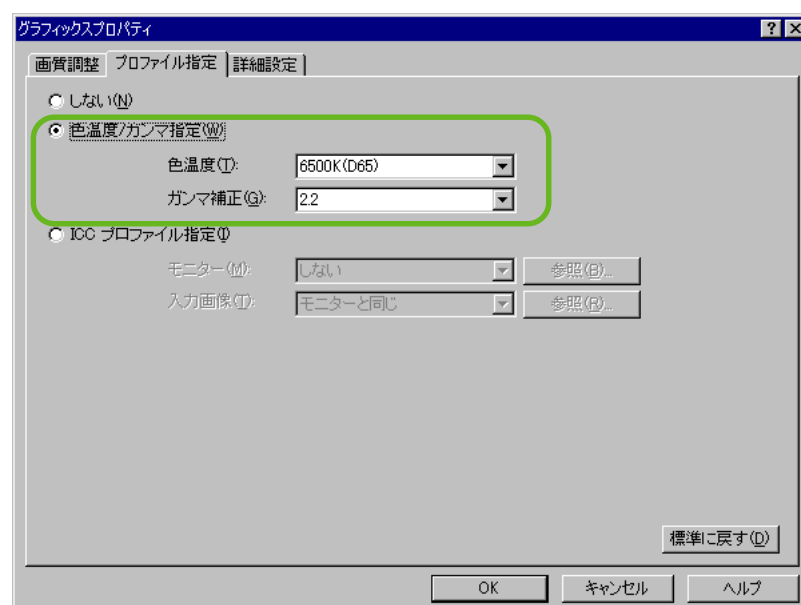 グラフィックスプロパティ
画質調整 プロファイル指定 詳細設定
しない(N)
色温度/ガンマ指定(W)
色温度(T): 6500K(D65)
ガンマ補正(G): 2.2
ICC プロファイル指定(I)
モニター(M): しない 参照(B)...
入力画像(T): モニターと同じ 参照(R)...
標準に戻す(D)
OK キャンセル ヘルプ